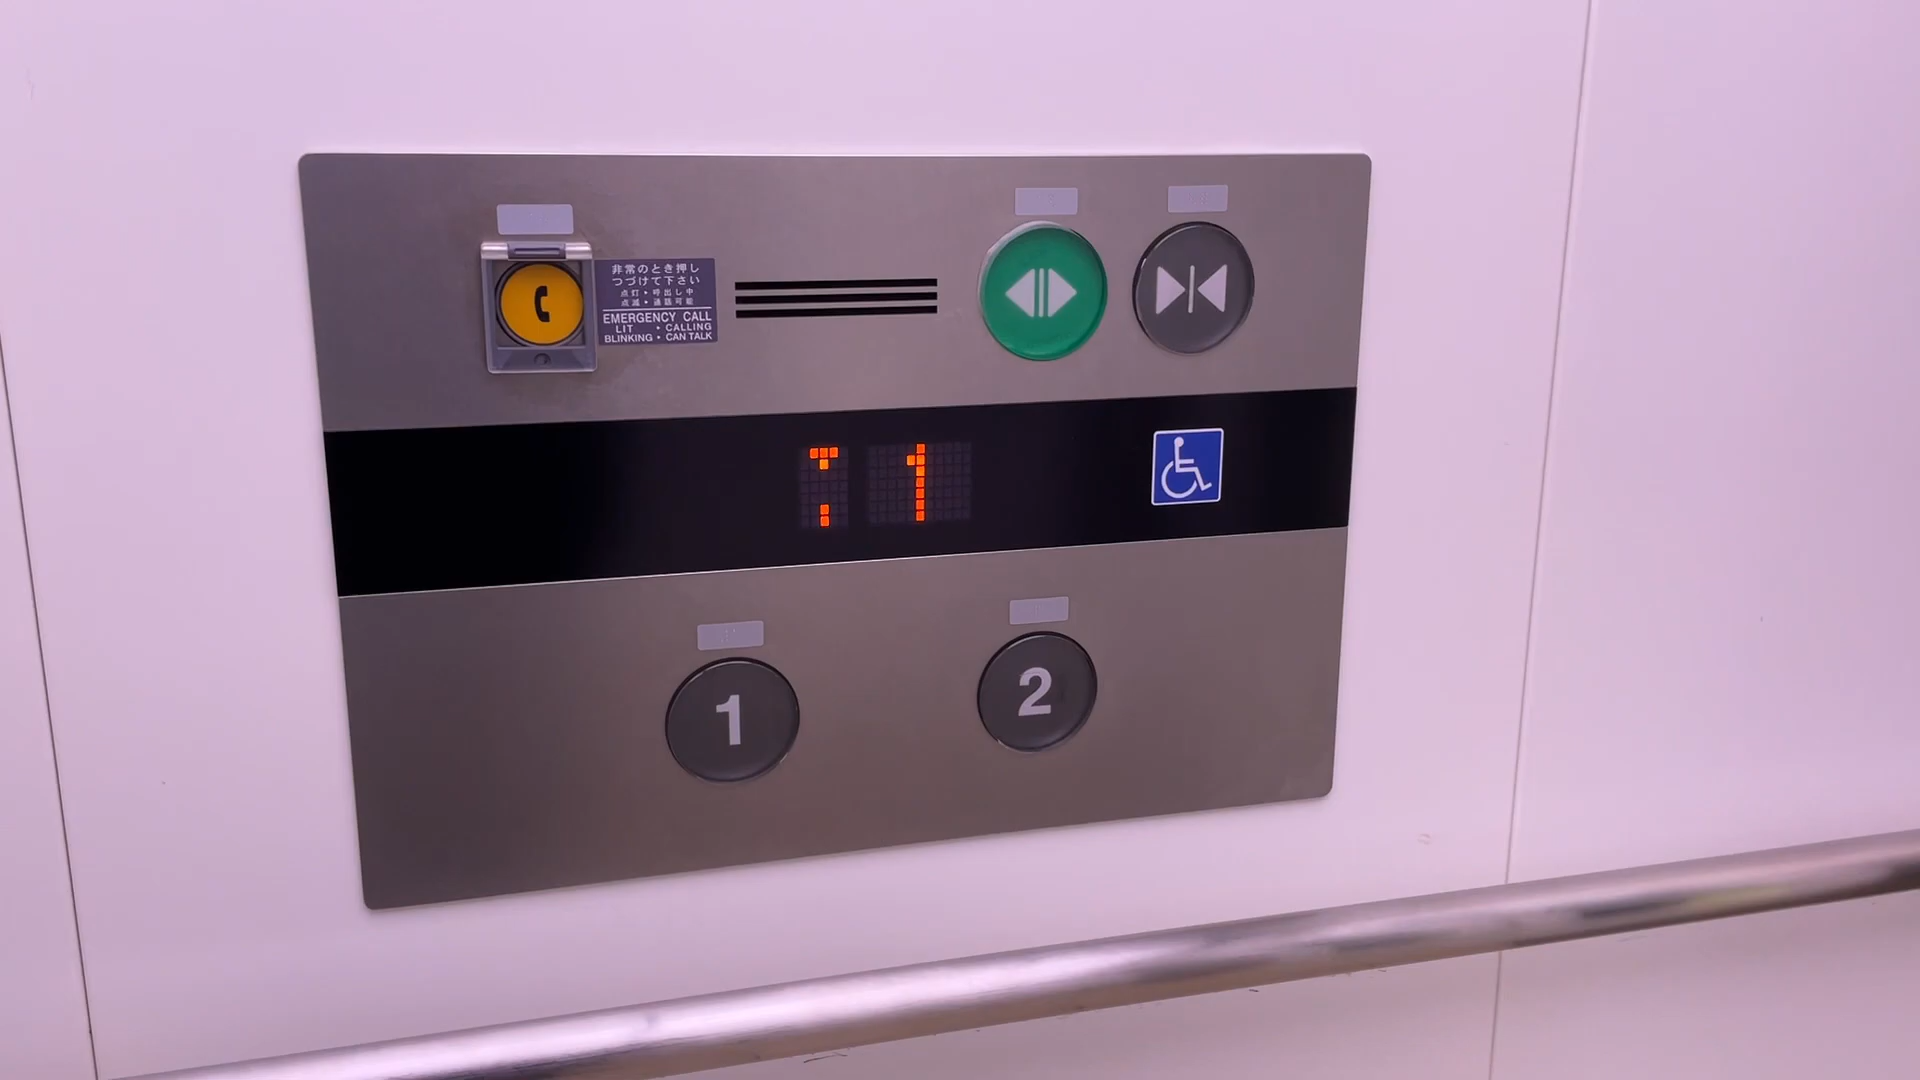 非常のとき押し
つづけて下さい
点灯・呼出し中
点滅・通話可能
EMERGENCY CALL
LIT ・ CALLING
BLINKING ・ CAN TALK
1
1
2